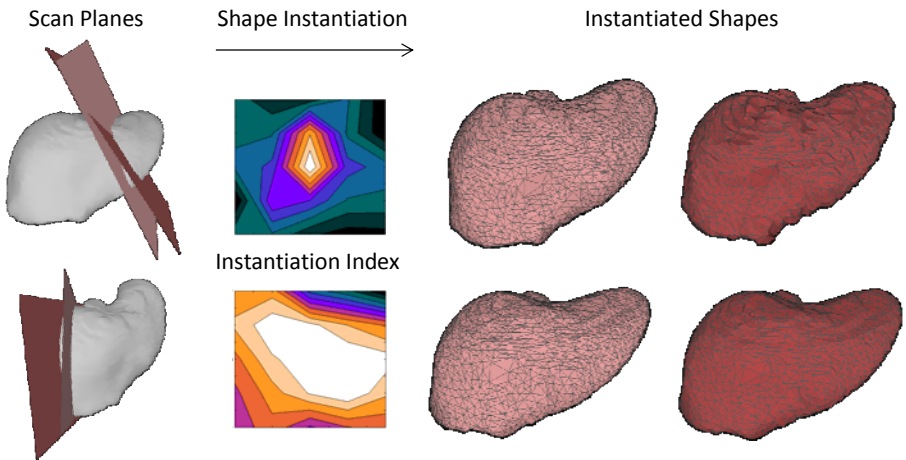 Scan Planes
Shape Instantiation
Instantiated Shapes
Instantiation Index